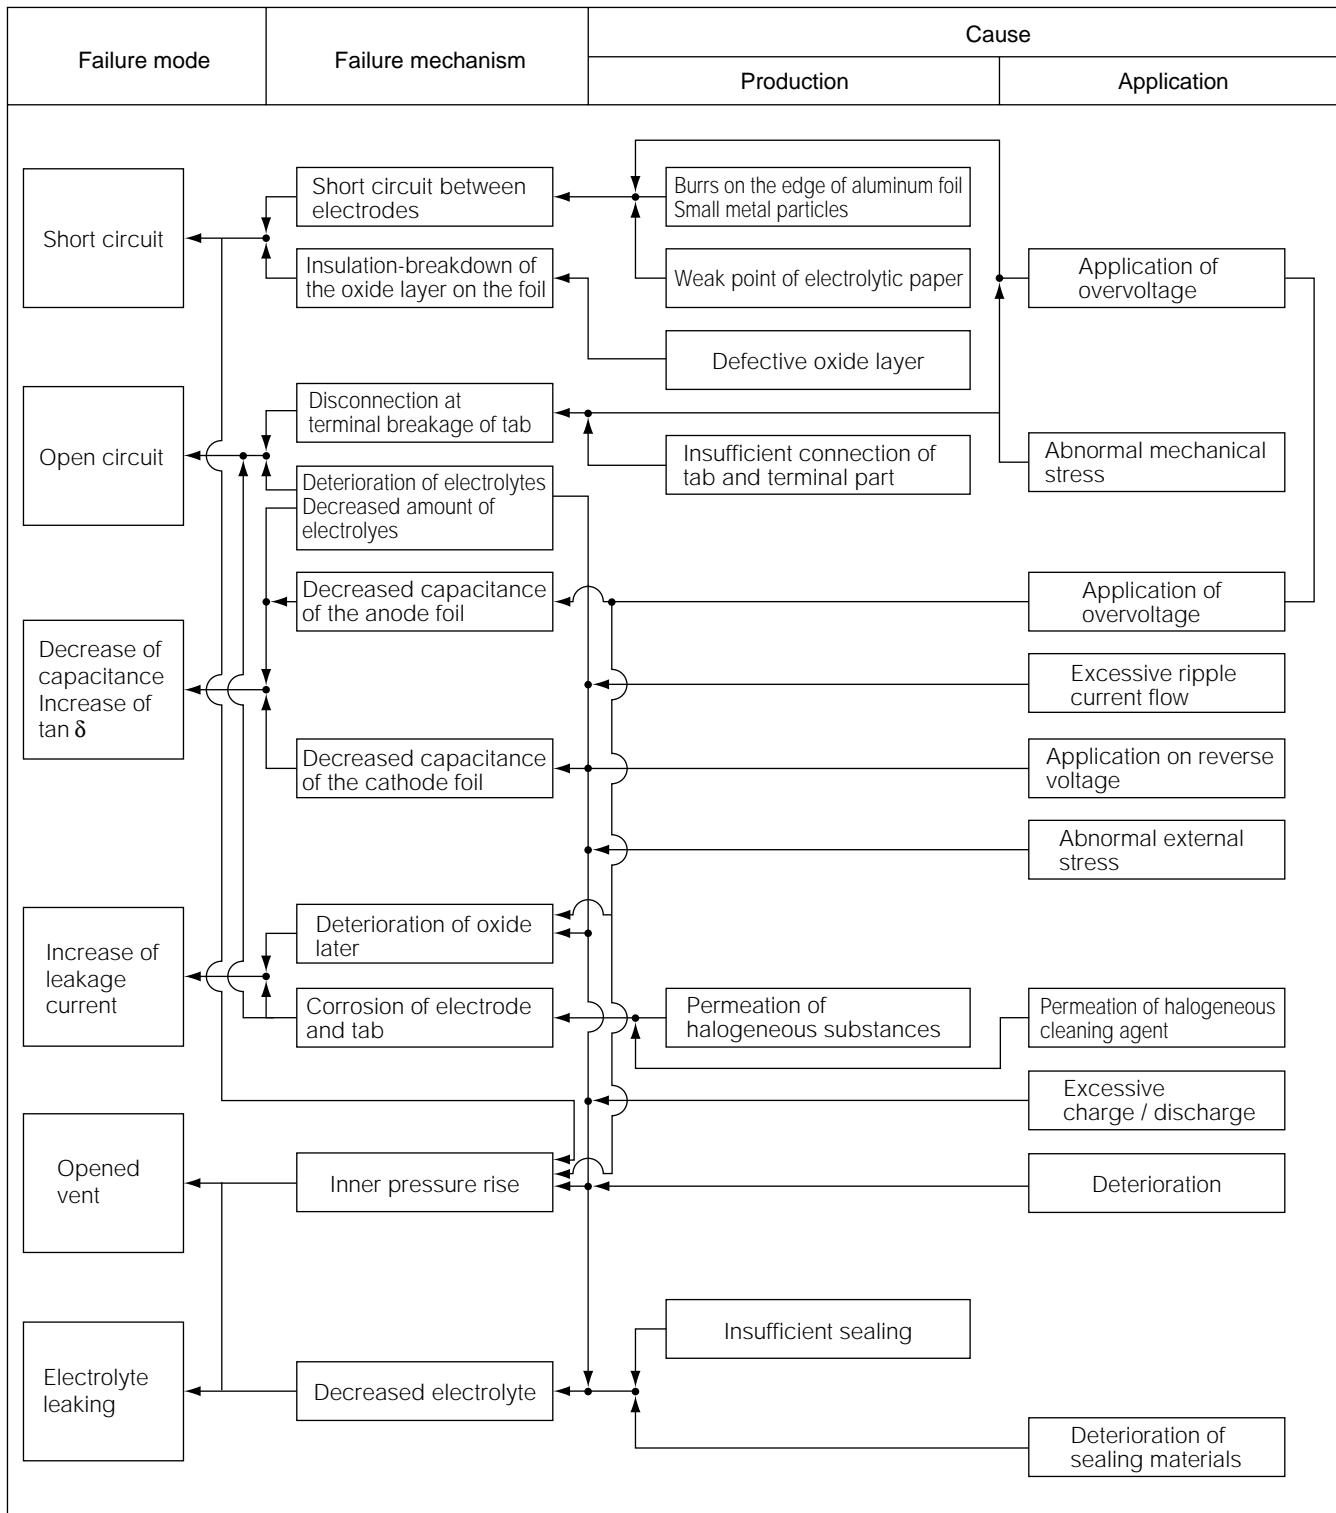 Cause
Failure mode
Failure mechanism
Production
Application
Short circuit
Short circuit between
electrodes
Insulation-breakdown of
the oxide layer on the foil
Burrs on the edge of aluminum foil
Small metal particles
Weak point of electrolytic paper
Defective oxide layer
Application of
overvoltage
Open circuit
Disconnection at
terminal breakage of tab
Deterioration of electrolytes
Decreased amount of
electrolyes
Insufficient connection of
tab and terminal part
Abnormal mechanical
stress
Decrease of
capacitance
Increase of
tan δ
Decreased capacitance
of the anode foil
Decreased capacitance
of the cathode foil
Application of
overvoltage
Excessive ripple
current flow
Application on reverse
voltage
Abnormal external
stress
Increase of
leakage
current
Deterioration of oxide
later
Corrosion of electrode
and tab
Permeation of
halogeneous substances
Permeation of halogeneous
cleaning agent
Excessive
charge / discharge
Opened
vent
Inner pressure rise
Deterioration
Electrolyte
leaking
Decreased electrolyte
Insufficient sealing
Deterioration of
sealing materials